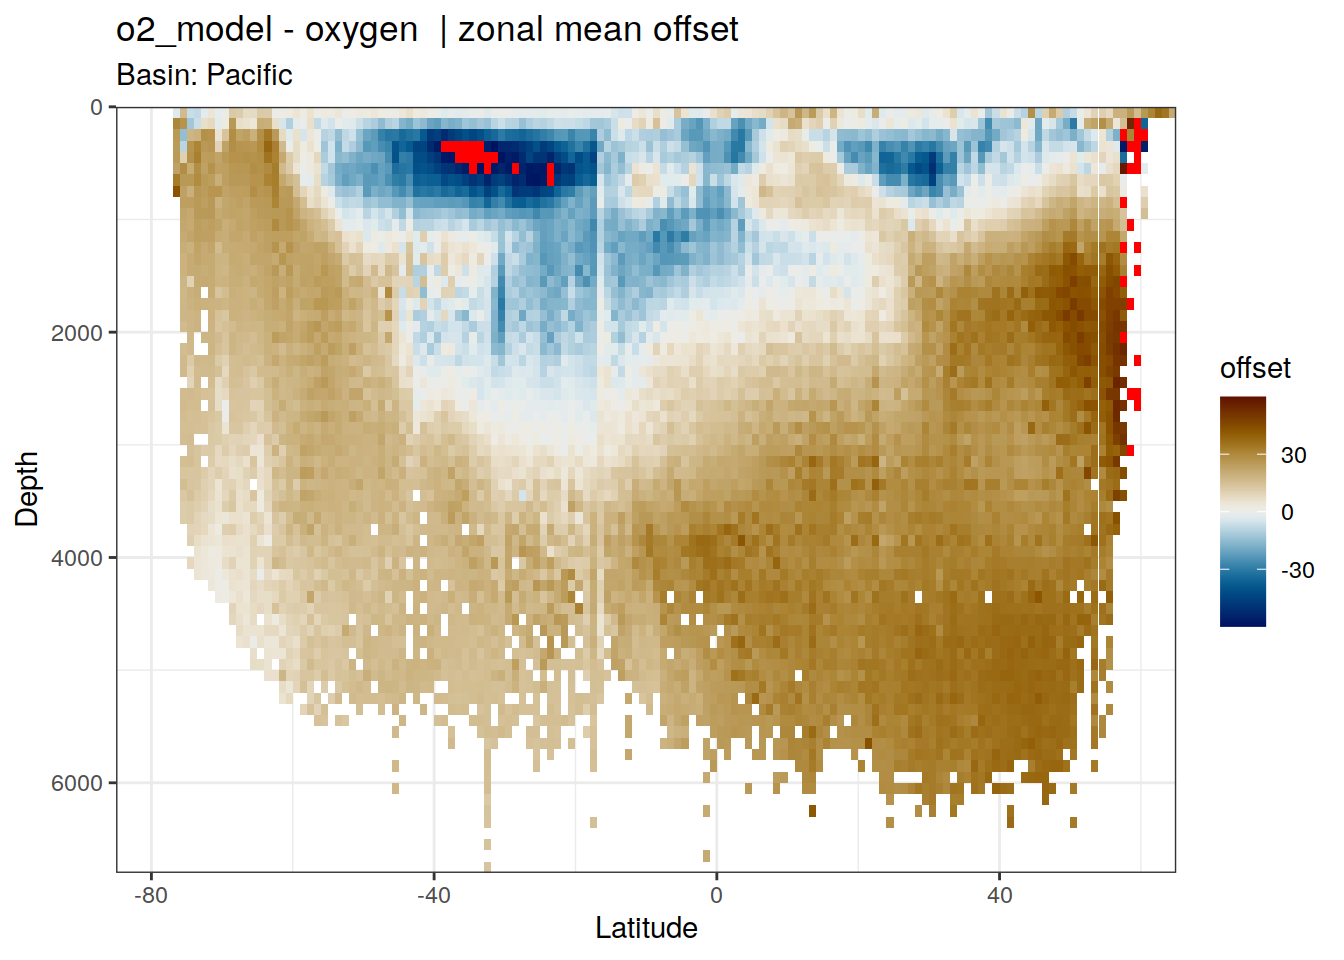 o2_model - oxygen  | zonal mean offset
Basin: Pacific
0
2000
4000
6000
Depth
-80
-40
0
40
Latitude
offset
30
0
-30